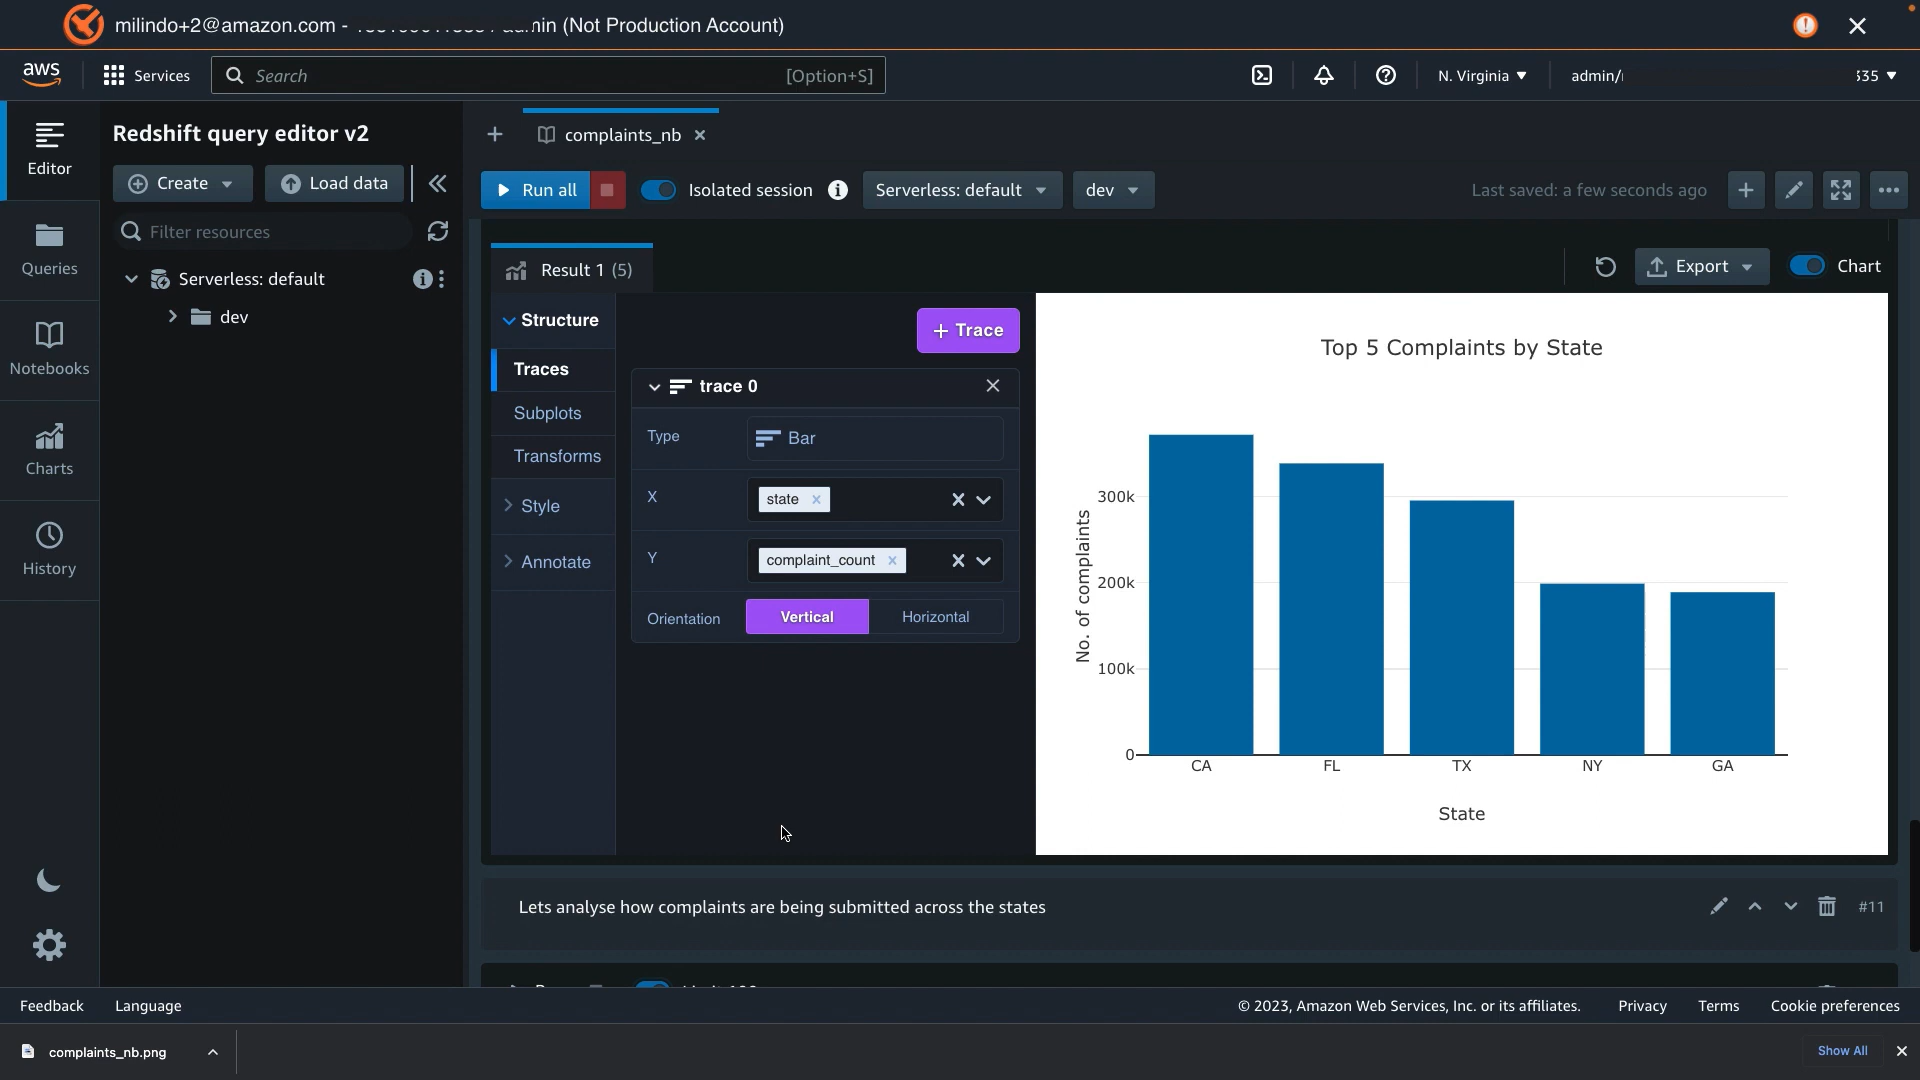 milindo+2@amazon.com - (Not Production Account)
aws
Services
Search
[Option+S]
N. Virginia
admin/
335
Editor
Queries
Notebooks
Charts
History
Redshift query editor v2
Create
Load data
Filter resources
Serverless: default
dev
complaints_nb
Run all
Isolated session
Serverless: default
dev
Last saved: a few seconds ago
Result 1 (5)
Export
Chart
Structure
Traces
Subplots
Transforms
Style
Annotate
+ Trace
trace 0
Type
Bar
X
state
Y
complaint_count
Orientation
Vertical
Horizontal
Top 5 Complaints by State
No. of complaints
300k
200k
100k
0
CA
FL
TX
NY
GA
State
Lets analyse how complaints are being submitted across the states
#11
Feedback
Language
© 2023, Amazon Web Services, Inc. or its affiliates.
Privacy
Terms
Cookie preferences
complaints_nb.png
Show All